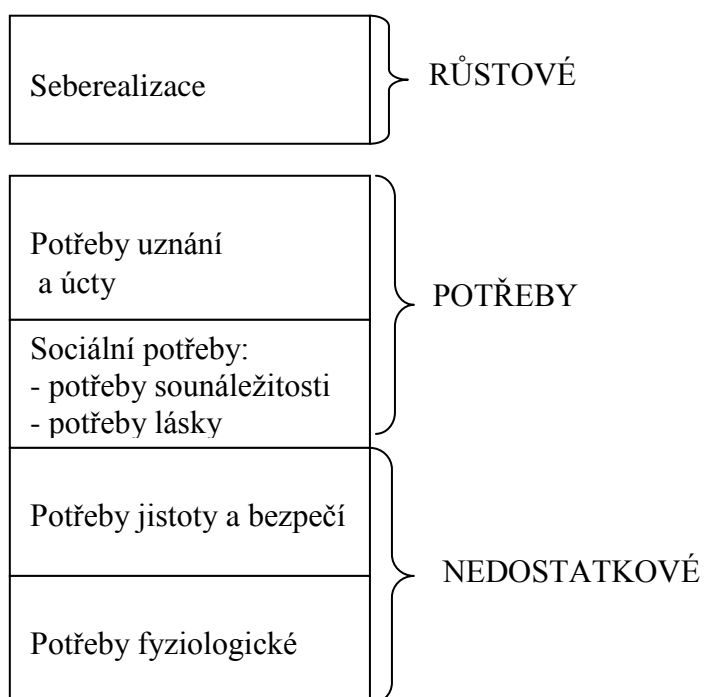 Seberealizace
RŮSTOVÉ
Potřeby uznání
a úcty
POTŘEBY
Sociální potřeby:
- potřeby sounáležitosti
- potřeby lásky
Potřeby jistoty a bezpečí
NEDOSTATKOVÉ
Potřeby fyziologické